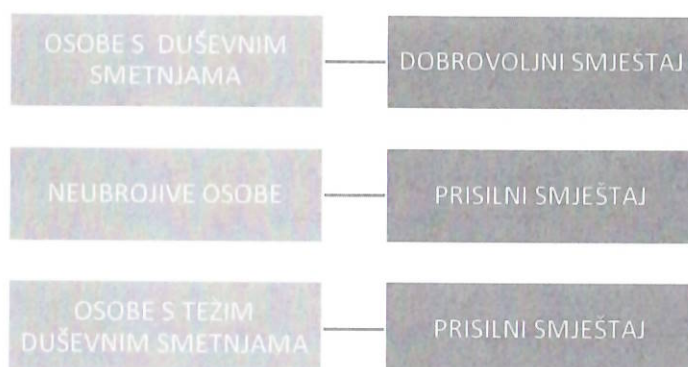 OSOBE S DUŠEVNIM
SMETNJAMA
DOBROVOLJNI SMJEŠTAJ
NEUBROJIVE OSOBE
PRISILNI SMJEŠTAJ
OSOBE S TEŽIM
DUŠEVNIM SMETNJAMA
PRISILNI SMJEŠTAJ